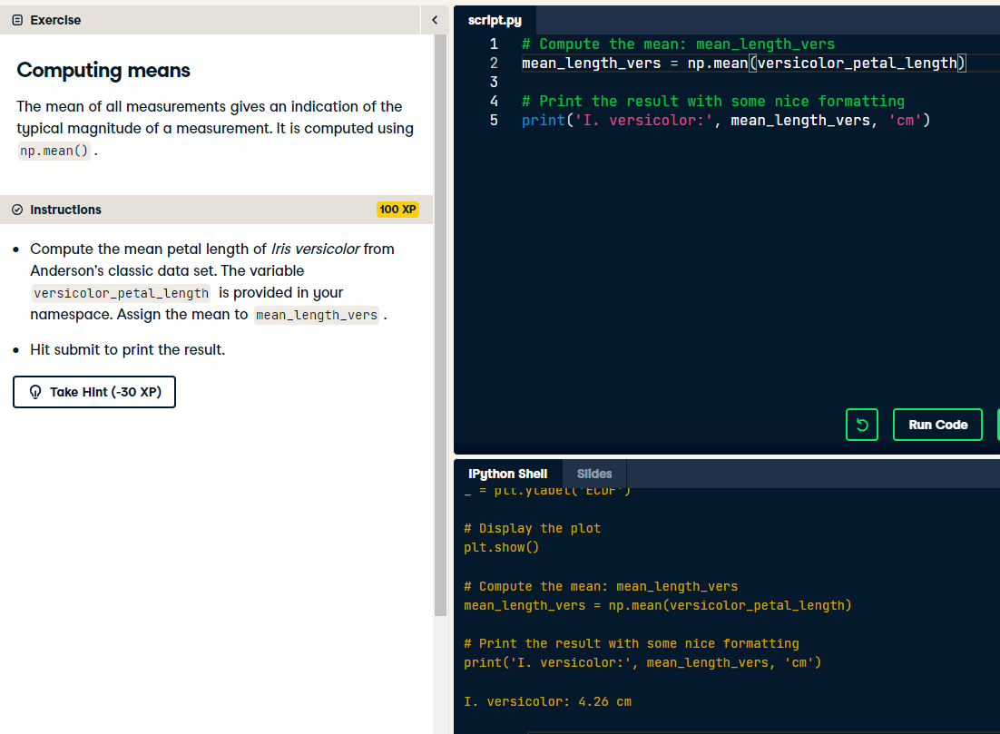 Exercise
Computing means
The mean of all measurements gives an indication of the
typical magnitude of a measurement. It is computed using
np.mean() .
Instructions
100 XP
Compute the mean petal length of Iris versicolor from
Anderson's classic data set. The variable
versicolor_petal_length is provided in your
namespace. Assign the mean to mean_length_vers .
Hit submit to print the result.
Take Hint (-30 XP)
script.py
1 # Compute the mean: mean_length_vers
2 mean_length_vers = np.mean(versicolor_petal_length)
3
4 # Print the result with some nice formatting
5 print('I. versicolor:', mean_length_vers, 'cm')
Run Code
IPython Shell
Slides
_ = plt.ylabel('ECDF')
# Display the plot
plt.show()
# Compute the mean: mean_length_vers
mean_length_vers = np.mean(versicolor_petal_length)
# Print the result with some nice formatting
print('I. versicolor:', mean_length_vers, 'cm')
I. versicolor: 4.26 cm